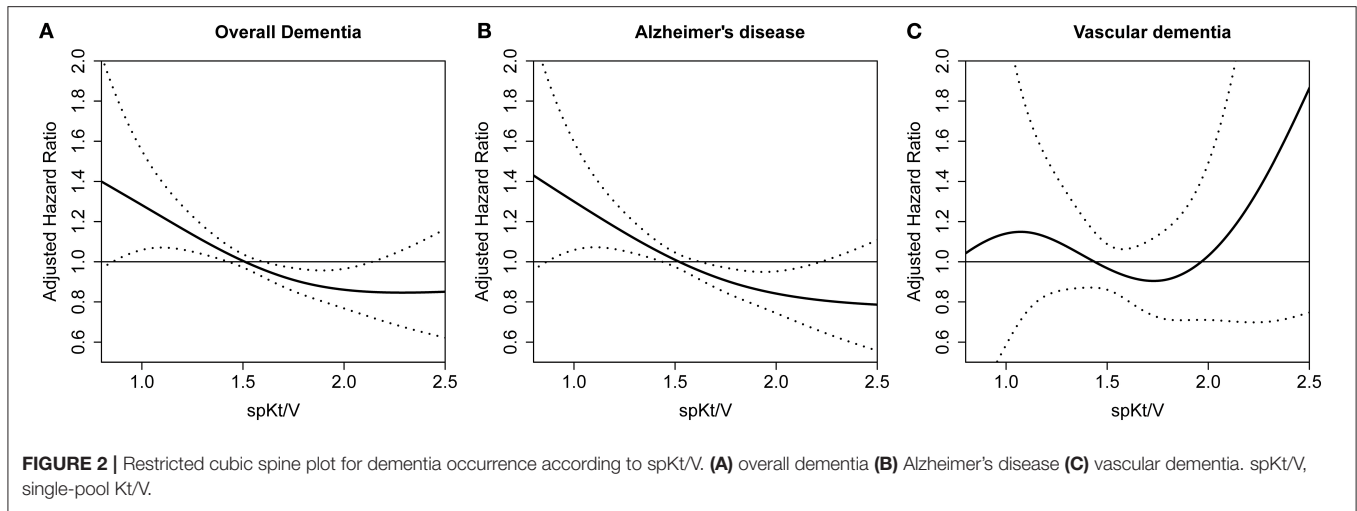 A Overall Dementia
Adjusted Hazard Ratio
0.6 0.8 1.0 1.2 1.4 1.6 1.8 2.0
1.0 1.5 2.0 2.5
spKt/V
B Alzheimer's disease
Adjusted Hazard Ratio
0.6 0.8 1.0 1.2 1.4 1.6 1.8 2.0
1.0 1.5 2.0 2.5
spKt/V
C Vascular dementia
Adjusted Hazard Ratio
0.6 0.8 1.0 1.2 1.4 1.6 1.8 2.0
1.0 1.5 2.0 2.5
spKt/V
FIGURE 2 | Restricted cubic spine plot for dementia occurrence according to spKt/V. (A) overall dementia (B) Alzheimer's disease (C) vascular dementia. spKt/V,
single-pool Kt/V.